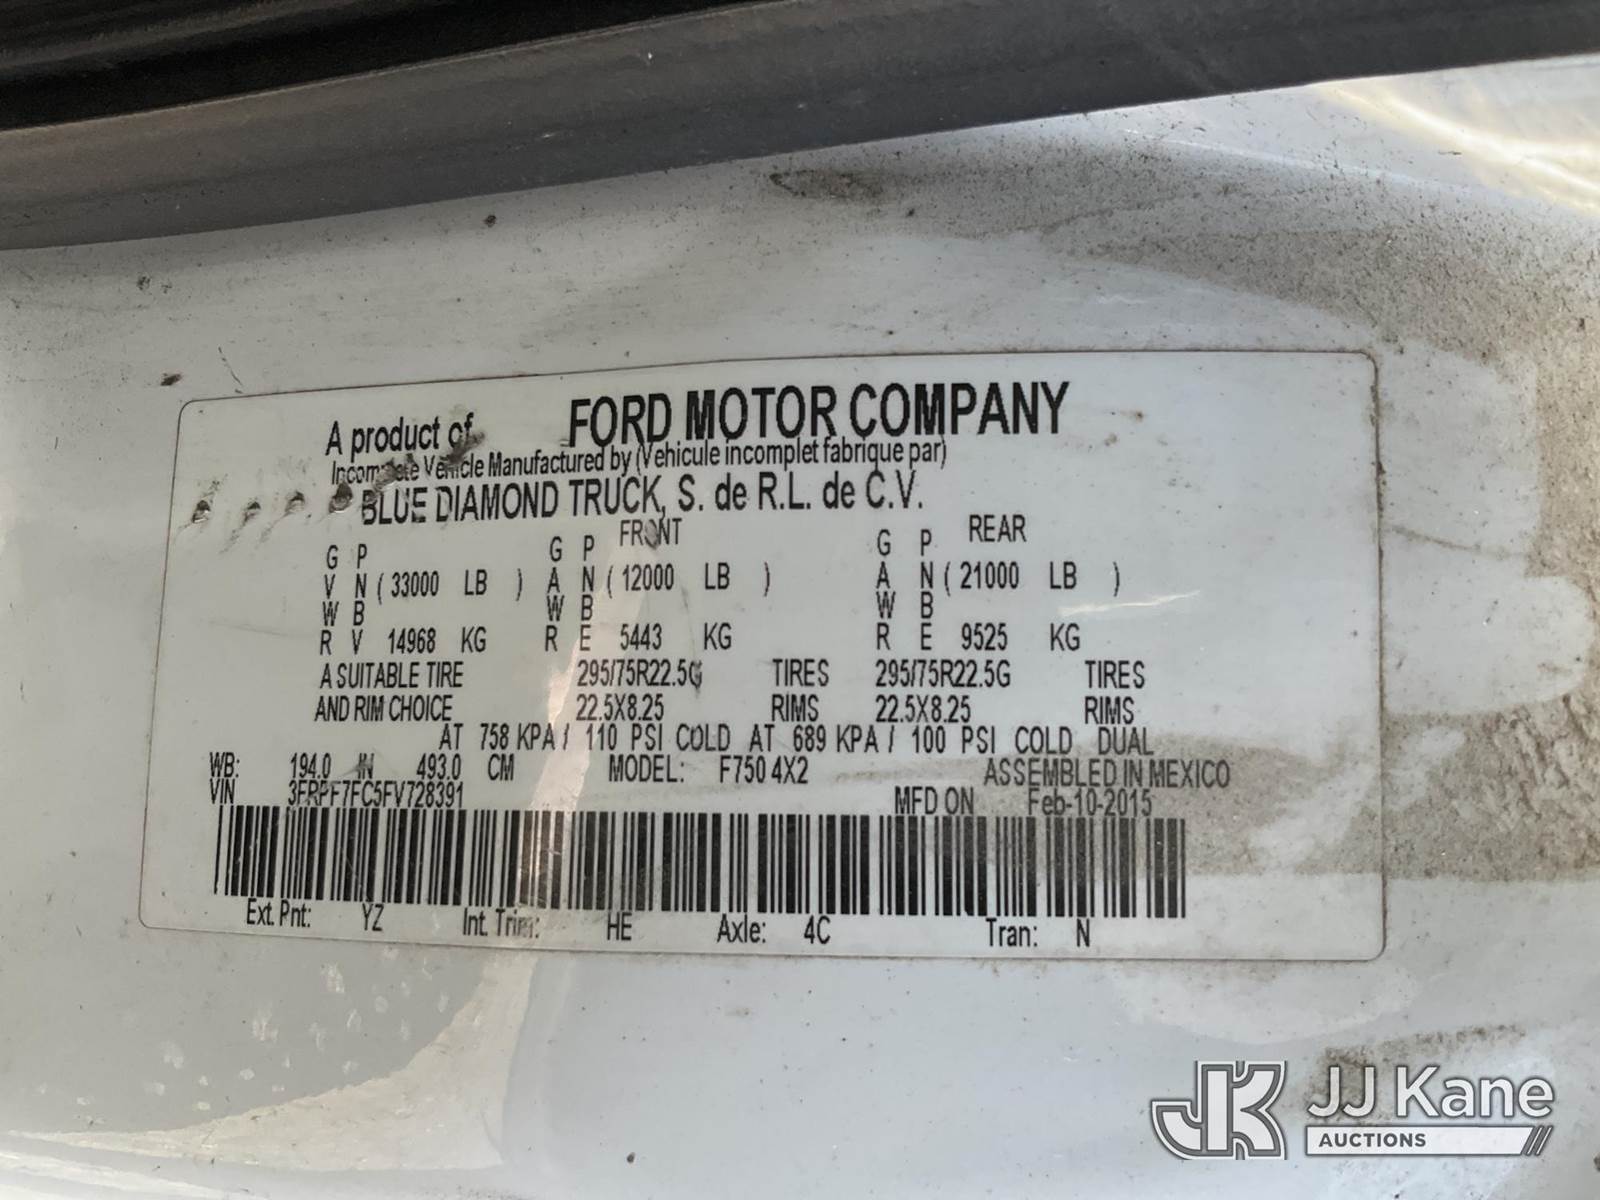 A product of FORD MOTOR COMPANY
Incomplete Vehicle Manufactured by (Vehicule incomplet fabrique par)
BLUE DIAMOND TRUCK, S. de R.L. de C.V.
FRONT REAR
G P G P G P
V N ( 33000 LB ) A N ( 12000 LB ) A N ( 21000 LB )
W B W B W B
R V 14968 KG R E 5443 KG R E 9525 KG
A SUITABLE TIRE 295/75R22.5G TIRES 295/75R22.5G TIRES
AND RIM CHOICE 22.5X8.25 RIMS 22.5X8.25 RIMS
AT 758 KPA / 110 PSI COLD AT 689 KPA / 100 PSI COLD DUAL
WB: 194.0 IN 493.0 CM MODEL: F750 4X2 ASSEMBLED IN MEXICO
VIN 3FRPF7FC5FV728391 MFD ON Feb-10-2015
Ext. Pnt: YZ Int. Trim: HE Axle: 4C Tran: N
JK JJ Kane
AUCTIONS